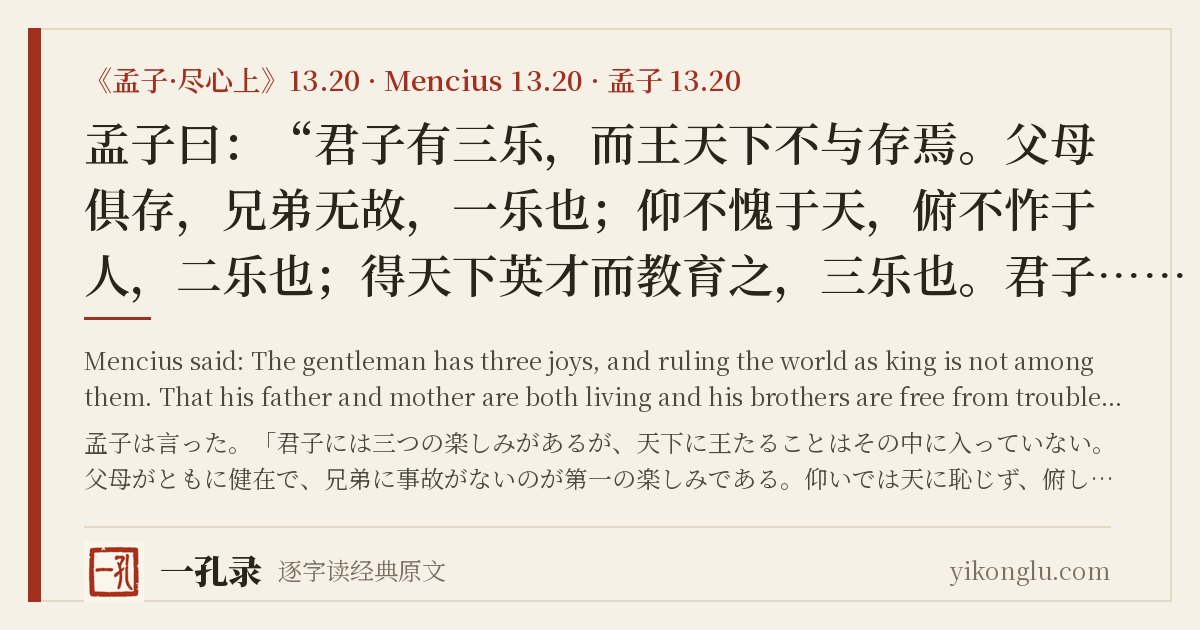 《孟子·尽心上》13.20 · Mencius 13.20 · 孟子 13.20
孟子曰：“君子有三乐，而王天下不与存焉。父母
俱存，兄弟无故，一乐也；仰不愧于天，俯不怍于
人，二乐也；得天下英才而教育之，三乐也。君子……
Mencius said: The gentleman has three joys, and ruling the world as king is not among
them. That his father and mother are both living and his brothers are free from trouble…
孟子は言った。「君子には三つの楽しみがあるが、天下に王たることはその中に入っていない。
父母がともに健在で、兄弟に事故がないのが第一の楽しみである。仰いでは天に恥じず、俯し…
一孔
一孔录 逐字读经典原文 yikonglu.com